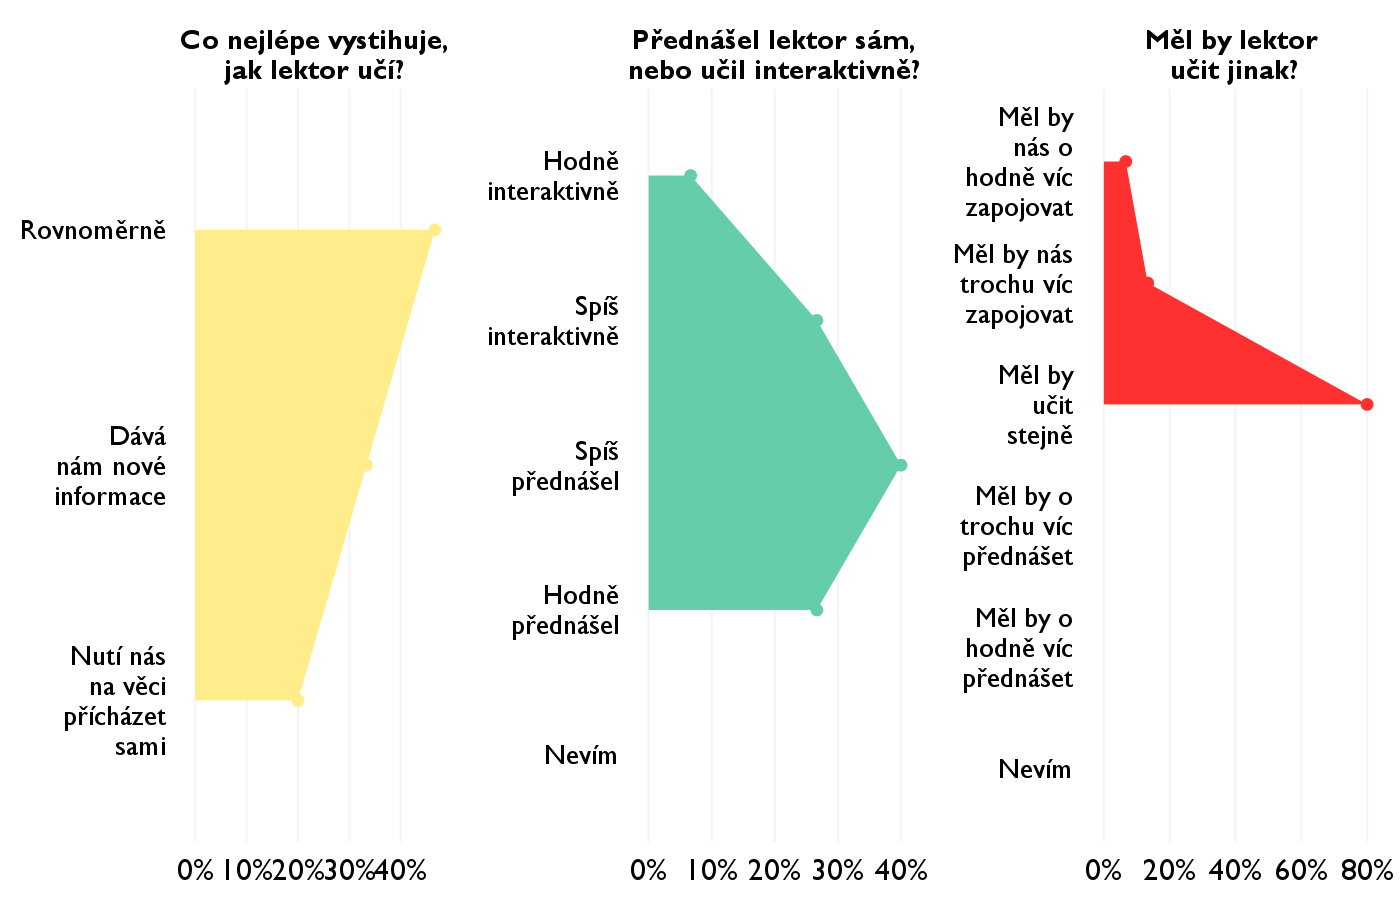 Co nejlépe vystihuje,
jak lektor učí?
Rovnoměrně
Dává
nám nové
informace
Nutí nás
na věci
přícházet
sami
0% 10% 20% 30% 40%
Přednášel lektor sám,
nebo učil interaktivně?
Hodně
interaktivně
Spíš
interaktivně
Spíš
přednášel
Hodně
přednášel
Nevím
0% 10% 20% 30% 40%
Měl by lektor
učit jinak?
Měl by
nás o
hodně víc
zapojovat
Měl by nás
trochu víc
zapojovat
Měl by
učit
stejně
Měl by o
trochu víc
přednášet
Měl by o
hodně víc
přednášet
Nevím
0% 20% 40% 60% 80%